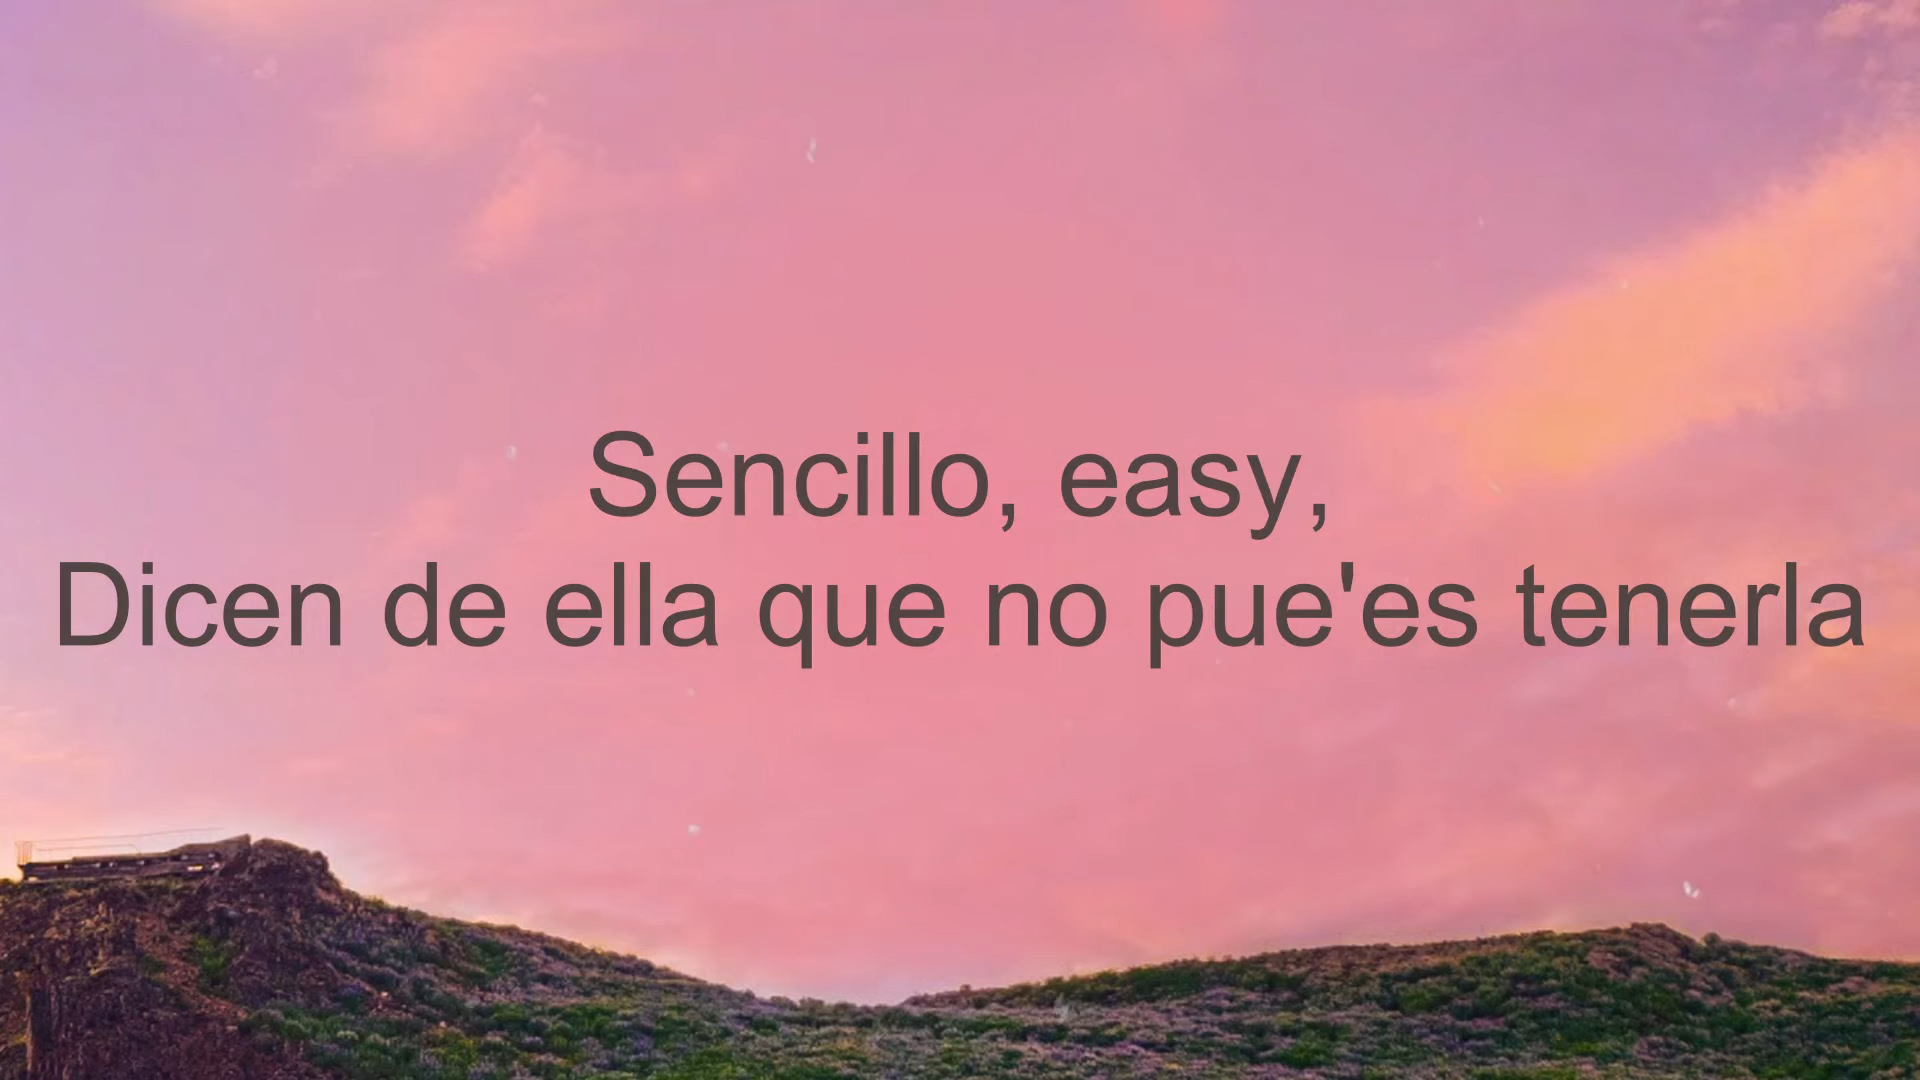 Sencillo, easy,
Dicen de ella que no pue'es tenerla